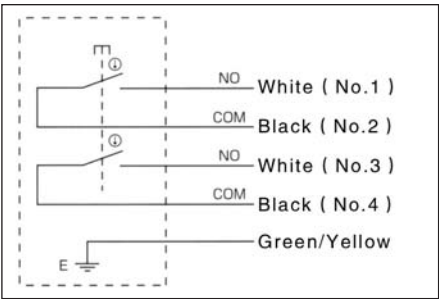 NO White ( No.1 )
COM Black ( No.2 )
NO White ( No.3 )
COM Black ( No.4 )
Green/Yellow
E